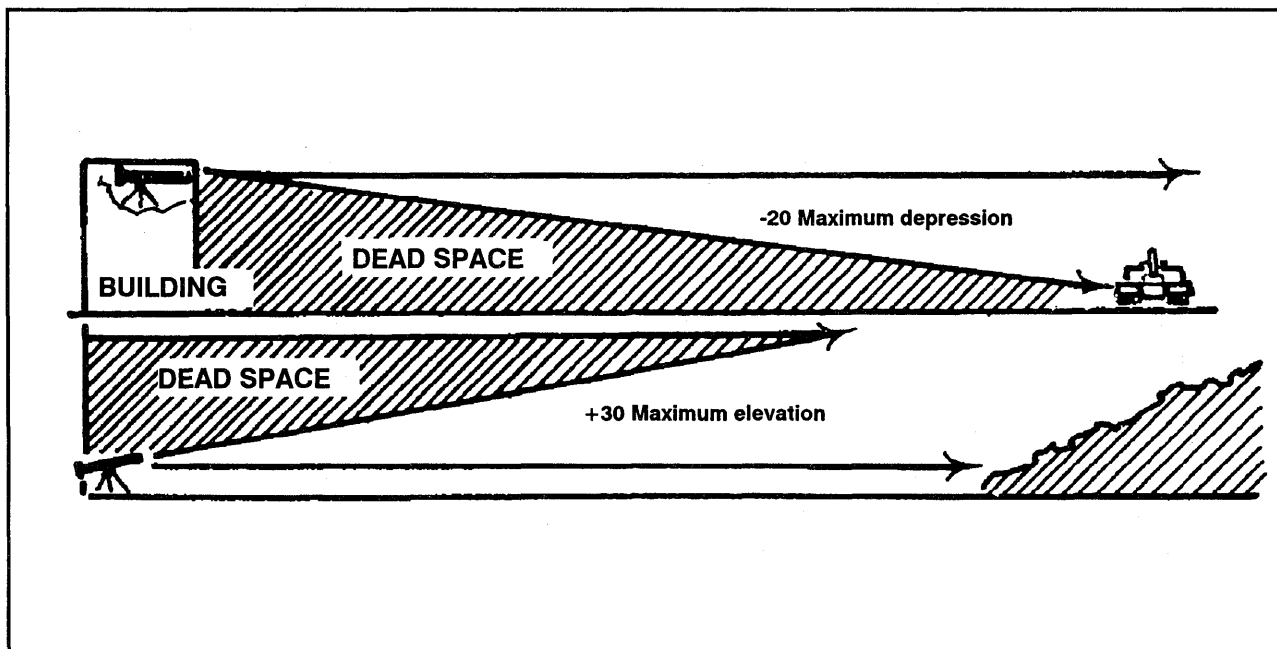 -20 Maximum depression
DEAD SPACE
BUILDING
DEAD SPACE
+30 Maximum elevation